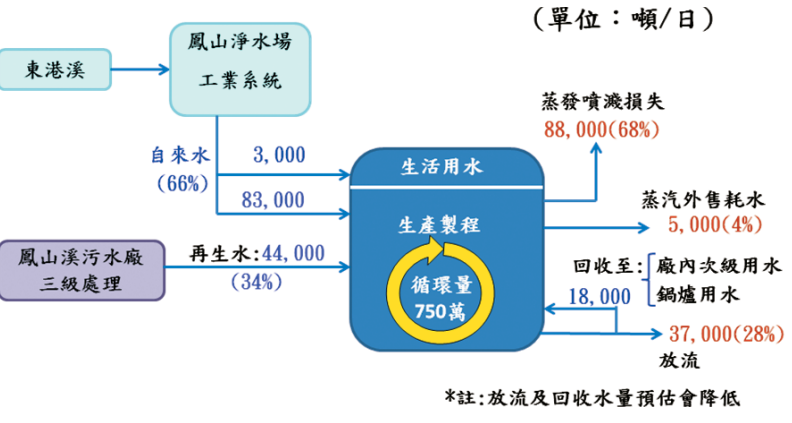 (單位：噸/日)
東港溪
鳳山淨水場
工業系統
自來水
(66%)
3,000
83,000
鳳山溪污水廠
三級處理
再生水:44,000
(34%)
生活用水
生產製程
循環量
750萬
蒸發噴濺損失
88,000(68%)
蒸汽外售耗水
5,000(4%)
回收至:
廠內次級用水
鍋爐用水
18,000
37,000(28%)
放流
*註:放流及回收水量預估會降低